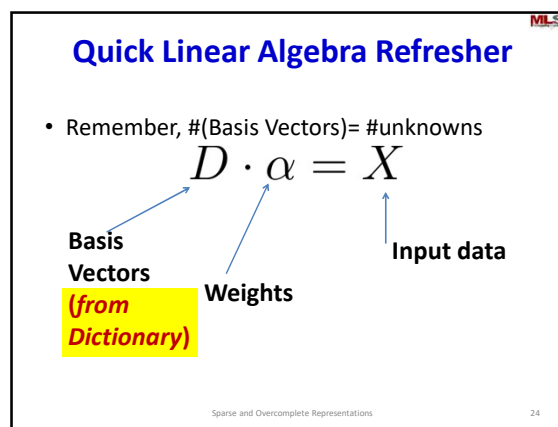 MLS
Quick Linear Algebra Refresher
• Remember, #(Basis Vectors)= #unknowns
D · α = X
Basis
Vectors
(from
Dictionary)
Weights
Input data
Sparse and Overcomplete Representations
24